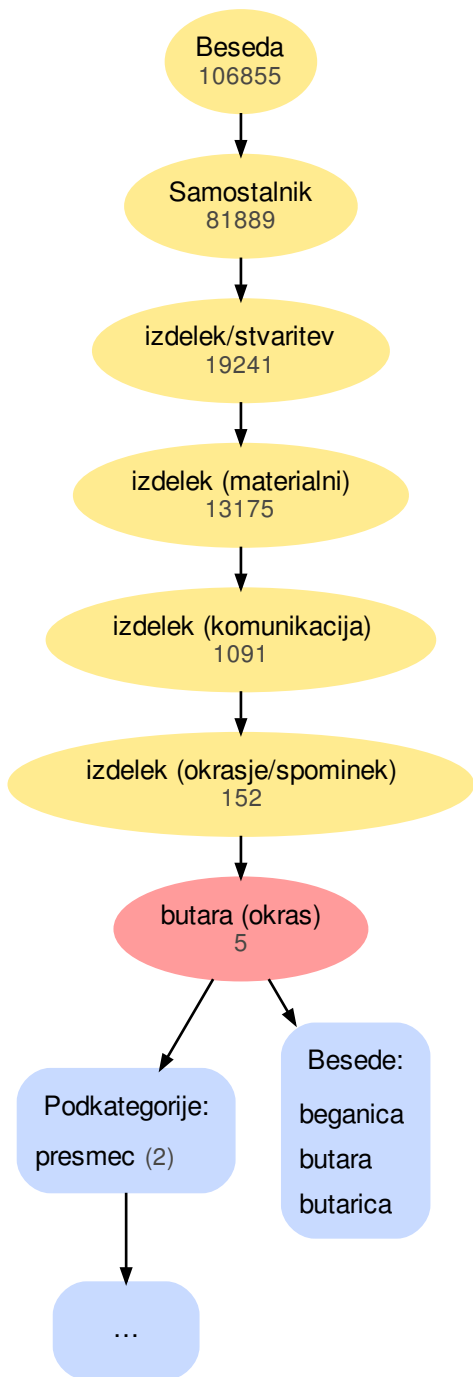 Beseda
106855
Samostalnik
81889
izdelek/stvaritev
19241
izdelek (materialni)
13175
izdelek (komunikacija)
1091
izdelek (okrasje/spominek)
152
butara (okras)
5
Podkategorije:
presmec (2)
...
Besede:
beganica
butara
butarica